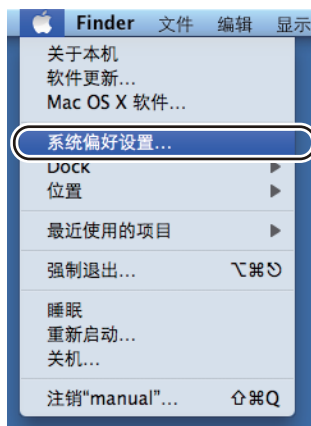 Finder 文件 编辑 显示
关于本机
软件更新...
Mac OS X 软件...
系统偏好设置...
Dock
位置
最近使用的项目
强制退出... ⌥⌘⎋
睡眠
重新启动...
关机...
注销“manual”... ⇧⌘Q